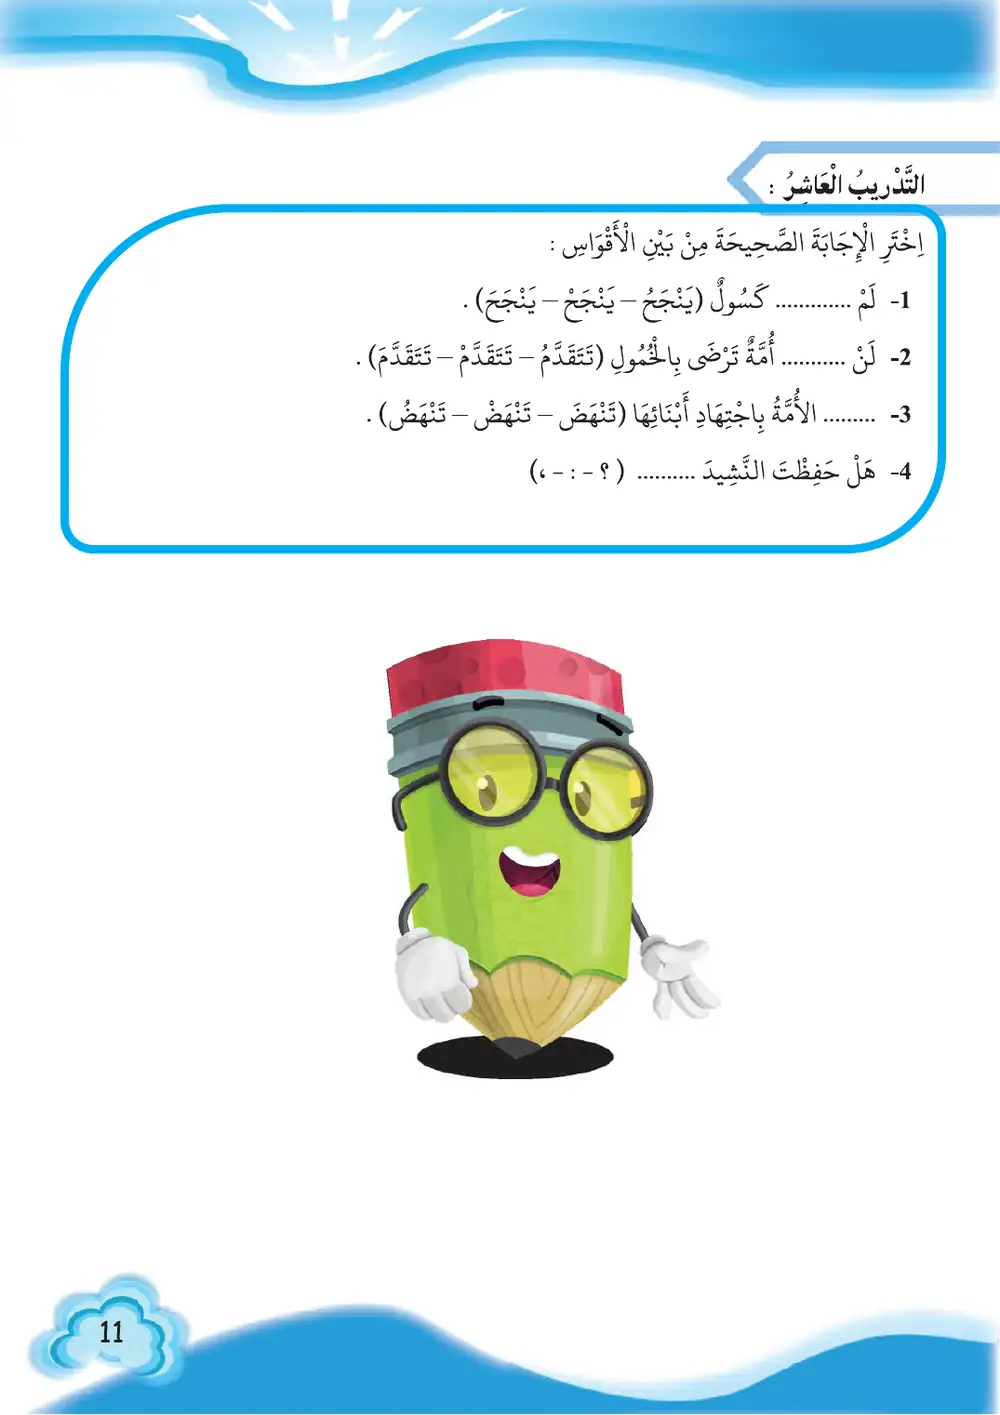 التَّدْرِيبُ الْعَاشِرُ :
اِخْتَرِ الْإِجَابَةَ الصَّحِيحَةَ مِنْ بَيْنِ الْأَقْوَاسِ :
1- لَمْ ............. كَسُولٌ (يَنْجَحُ – يَنْجَحْ – يَنْجَحَ) .
2- لَنْ ........... أُمَّةٌ تَرْضَى بِالْخُمُولِ (تَتَقَدَّمُ – تَتَقَدَّمْ – تَتَقَدَّمَ) .
3- ......... الأُمَّةُ بِاجْتِهَادِ أَبْنَائِهَا (تَنْهَضَ – تَنْهَضْ – تَنْهَضُ) .
4- هَلْ حَفِظْتَ النَّشِيدَ .......... ( ؟ - : - ،)
11